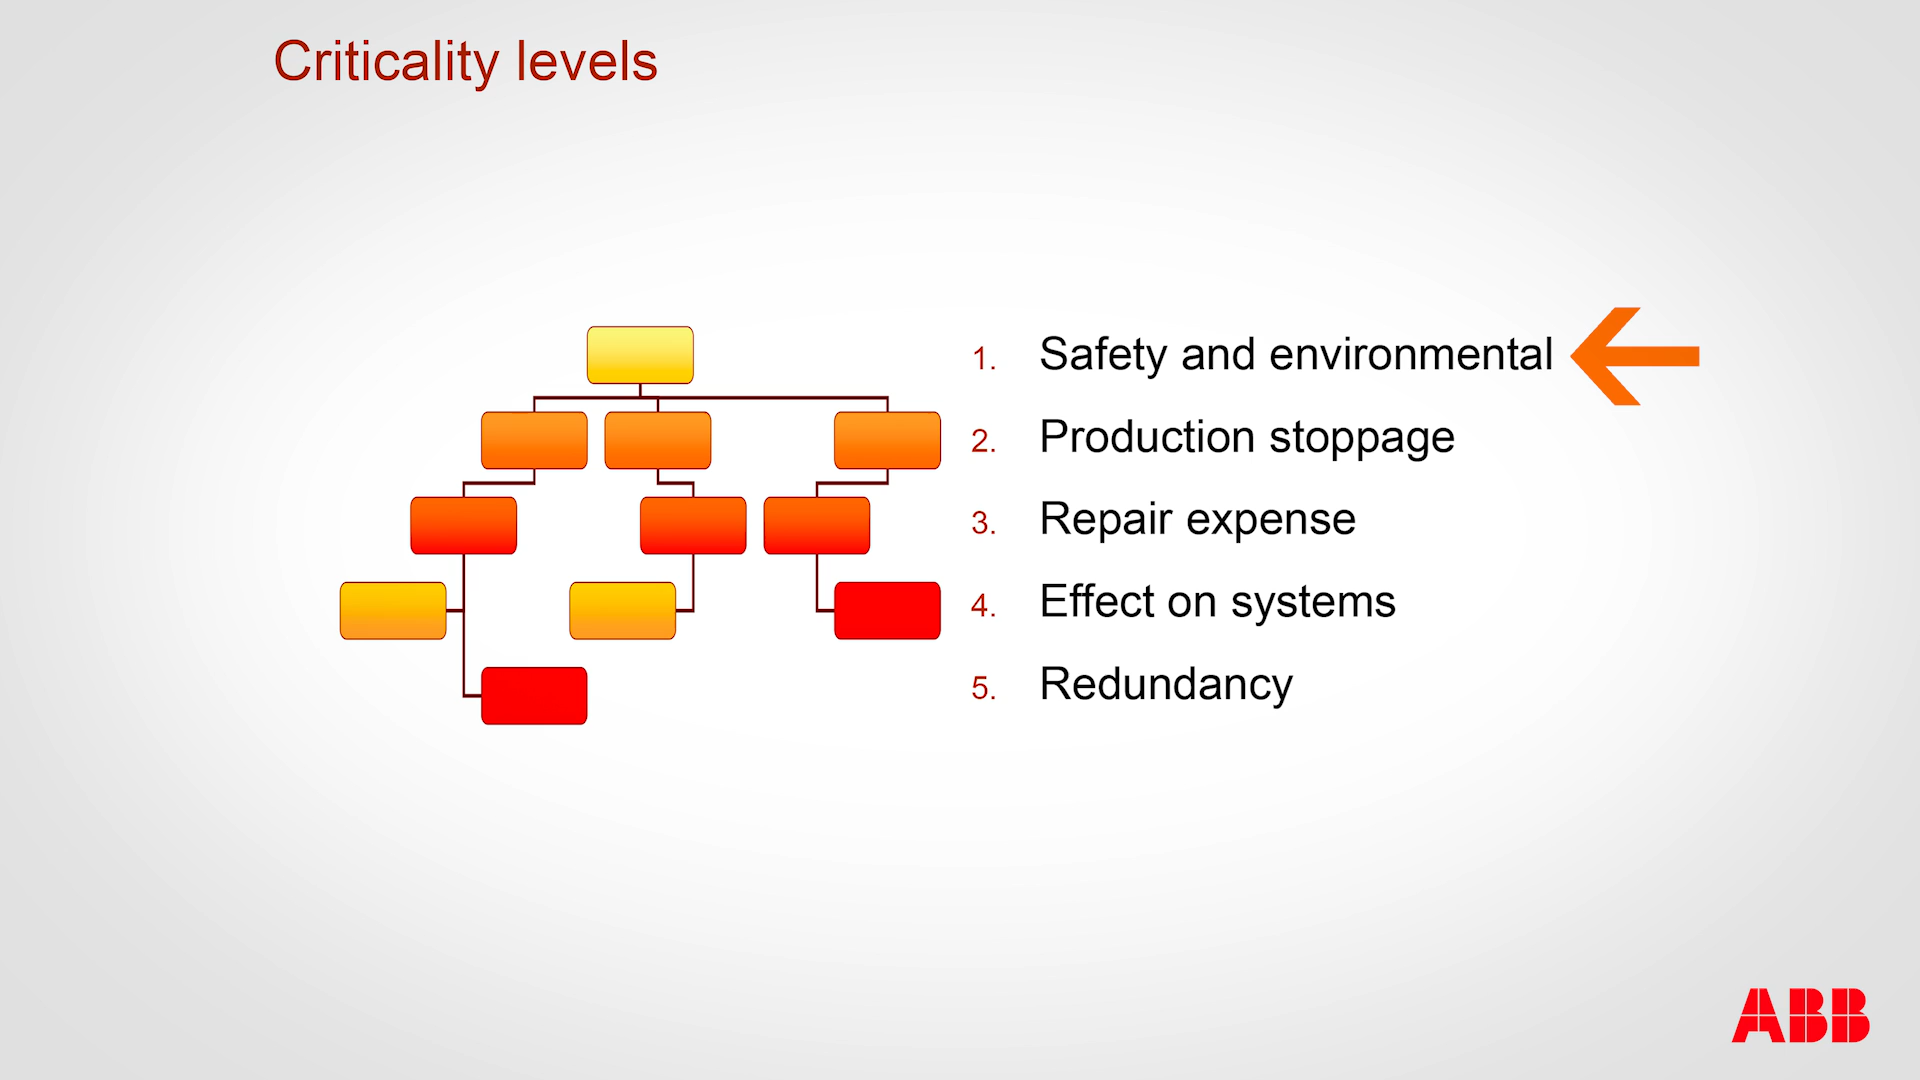 Criticality levels
1. Safety and environmental
2. Production stoppage
3. Repair expense
4. Effect on systems
5. Redundancy
ABB